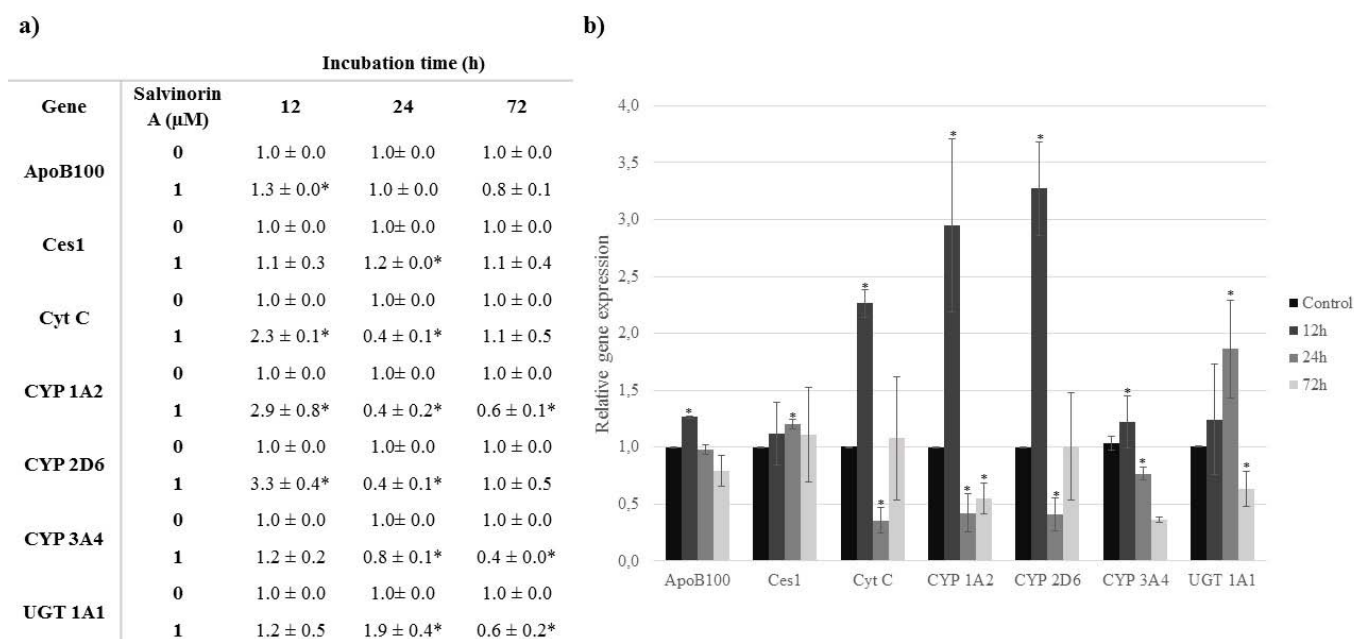 a)
Incubation time (h)
Gene Salvinorin A (µM) 12 24 72
ApoB100
0 1.0 ± 0.0 1.0± 0.0 1.0 ± 0.0
1 1.3 ± 0.0* 1.0 ± 0.0 0.8 ± 0.1
Ces1
0 1.0 ± 0.0 1.0± 0.0 1.0 ± 0.0
1 1.1 ± 0.3 1.2 ± 0.0* 1.1 ± 0.4
Cyt C
0 1.0 ± 0.0 1.0± 0.0 1.0 ± 0.0
1 2.3 ± 0.1* 0.4 ± 0.1* 1.1 ± 0.5
CYP 1A2
0 1.0 ± 0.0 1.0± 0.0 1.0 ± 0.0
1 2.9 ± 0.8* 0.4 ± 0.2* 0.6 ± 0.1*
CYP 2D6
0 1.0 ± 0.0 1.0± 0.0 1.0 ± 0.0
1 3.3 ± 0.4* 0.4 ± 0.1* 1.0 ± 0.5
CYP 3A4
0 1.0 ± 0.0 1.0± 0.0 1.0 ± 0.0
1 1.2 ± 0.2 0.8 ± 0.1* 0.4 ± 0.0*
UGT 1A1
0 1.0 ± 0.0 1.0± 0.0 1.0 ± 0.0
1 1.2 ± 0.5 1.9 ± 0.4* 0.6 ± 0.2*
b)
Relative gene expression
4,0
3,5
3,0
2,5
2,0
1,5
1,0
0,5
0,0
* * * * * * * * * * * * *
ApoB100 Ces1 Cyt C CYP 1A2 CYP 2D6 CYP 3A4 UGT 1A1
Control
12h
24h
72h